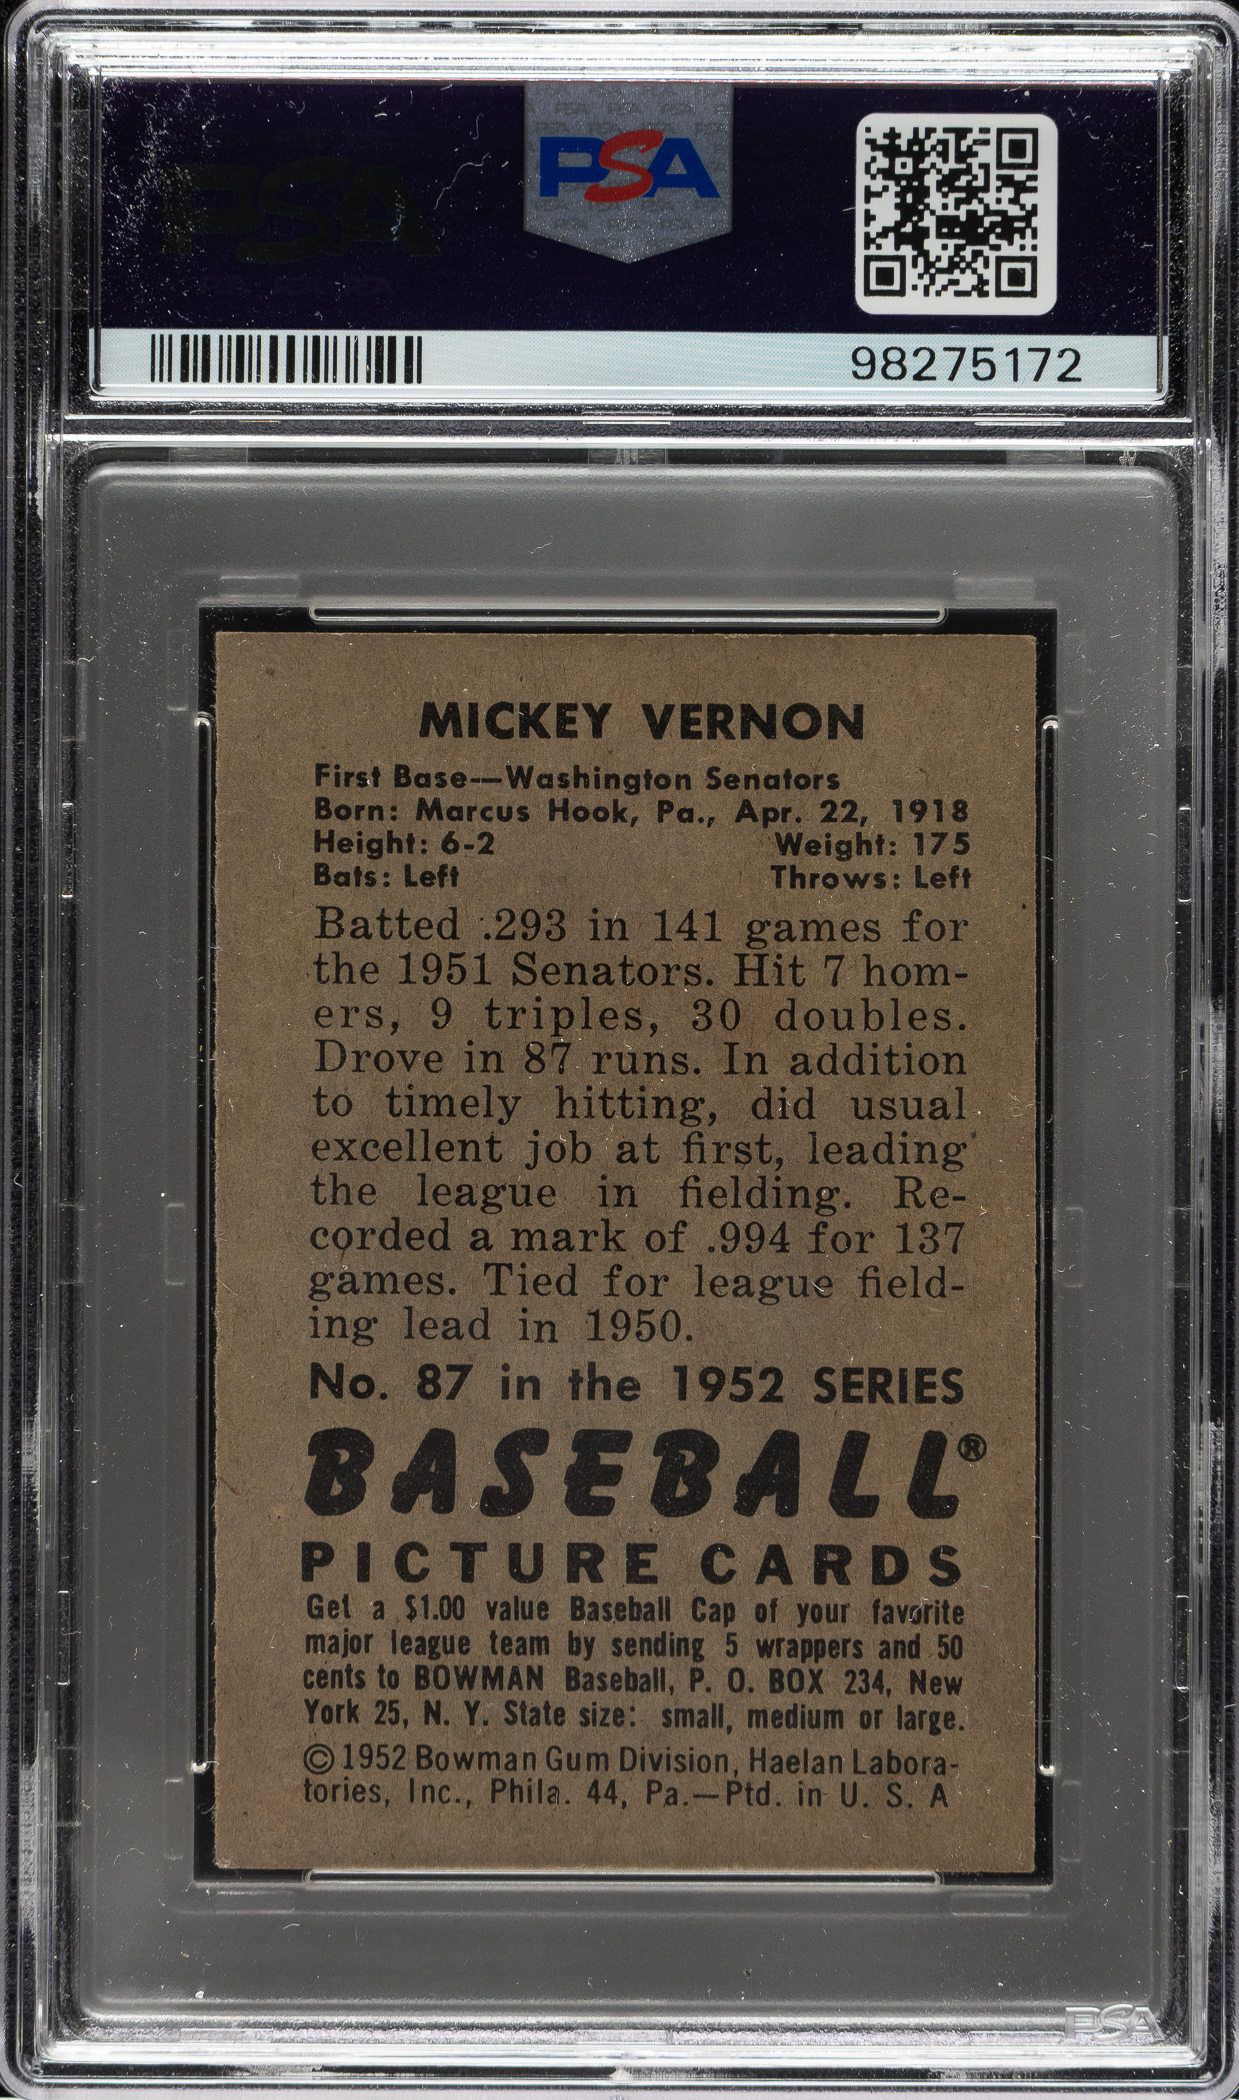 PSA
98275172
MICKEY VERNON
First Base—Washington Senators
Born: Marcus Hook, Pa., Apr. 22, 1918
Height: 6-2 Weight: 175
Bats: Left Throws: Left
Batted .293 in 141 games for
the 1951 Senators. Hit 7 hom-
ers, 9 triples, 30 doubles.
Drove in 87 runs. In addition
to timely hitting, did usual
excellent job at first, leading
the league in fielding. Re-
corded a mark of .994 for 137
games. Tied for league field-
ing lead in 1950.
No. 87 in the 1952 SERIES
BASEBALL®
PICTURE CARDS
Get a $1.00 value Baseball Cap of your favorite
major league team by sending 5 wrappers and 50
cents to BOWMAN Baseball, P. O. BOX 234, New
York 25, N. Y. State size: small, medium or large.
© 1952 Bowman Gum Division, Haelan Labora-
tories, Inc., Phila. 44, Pa.—Ptd. in U. S. A
PSA